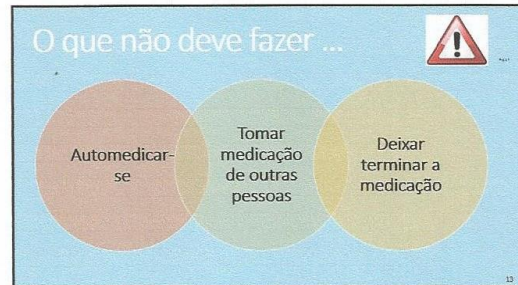 O que não deve fazer ...
Automedicar-
se
Tomar
medicação
de outras
pessoas
Deixar
terminar a
medicação
13